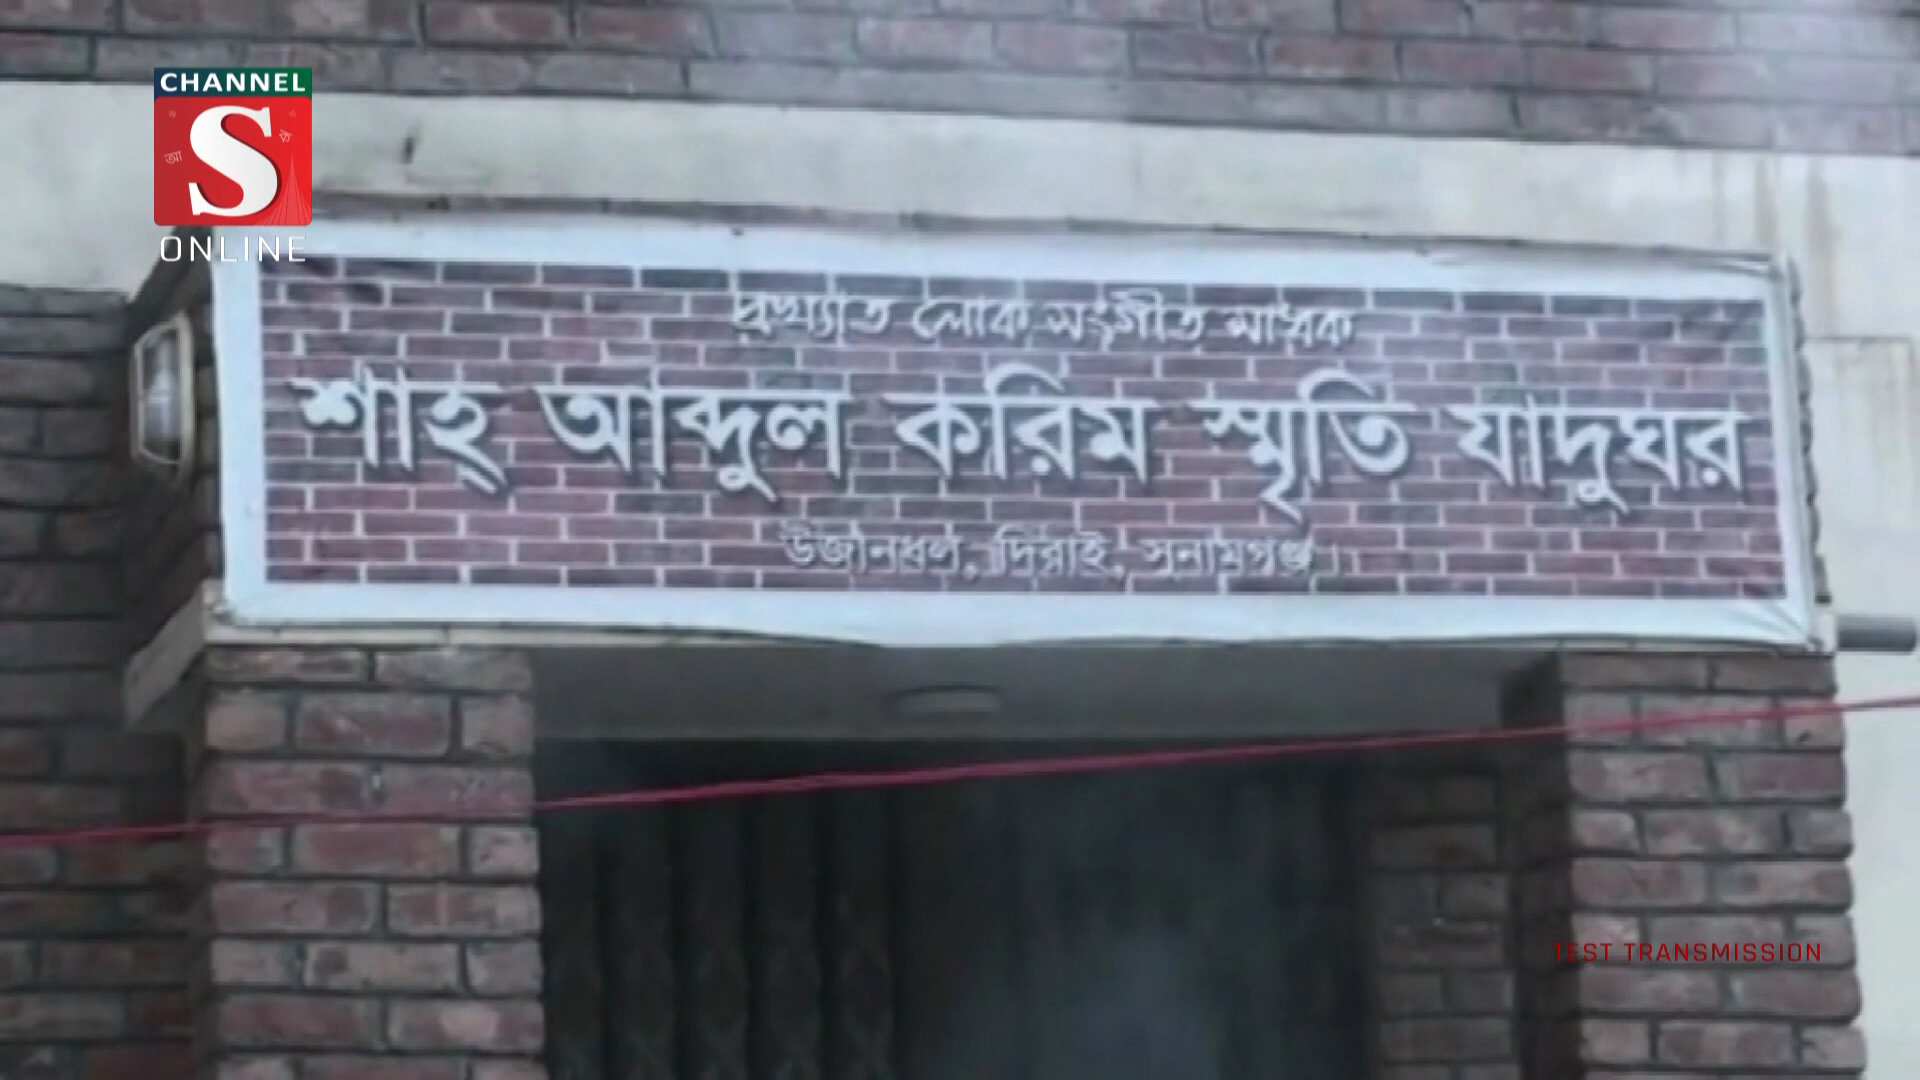 CHANNEL
S
ONLINE
প্রখ্যাত লোক সংগীত সাধক
শাহ্ আব্দুল করিম স্মৃতি যাদুঘর
উজানধল, দিরাই, সুনামগঞ্জ।
TEST TRANSMISSION